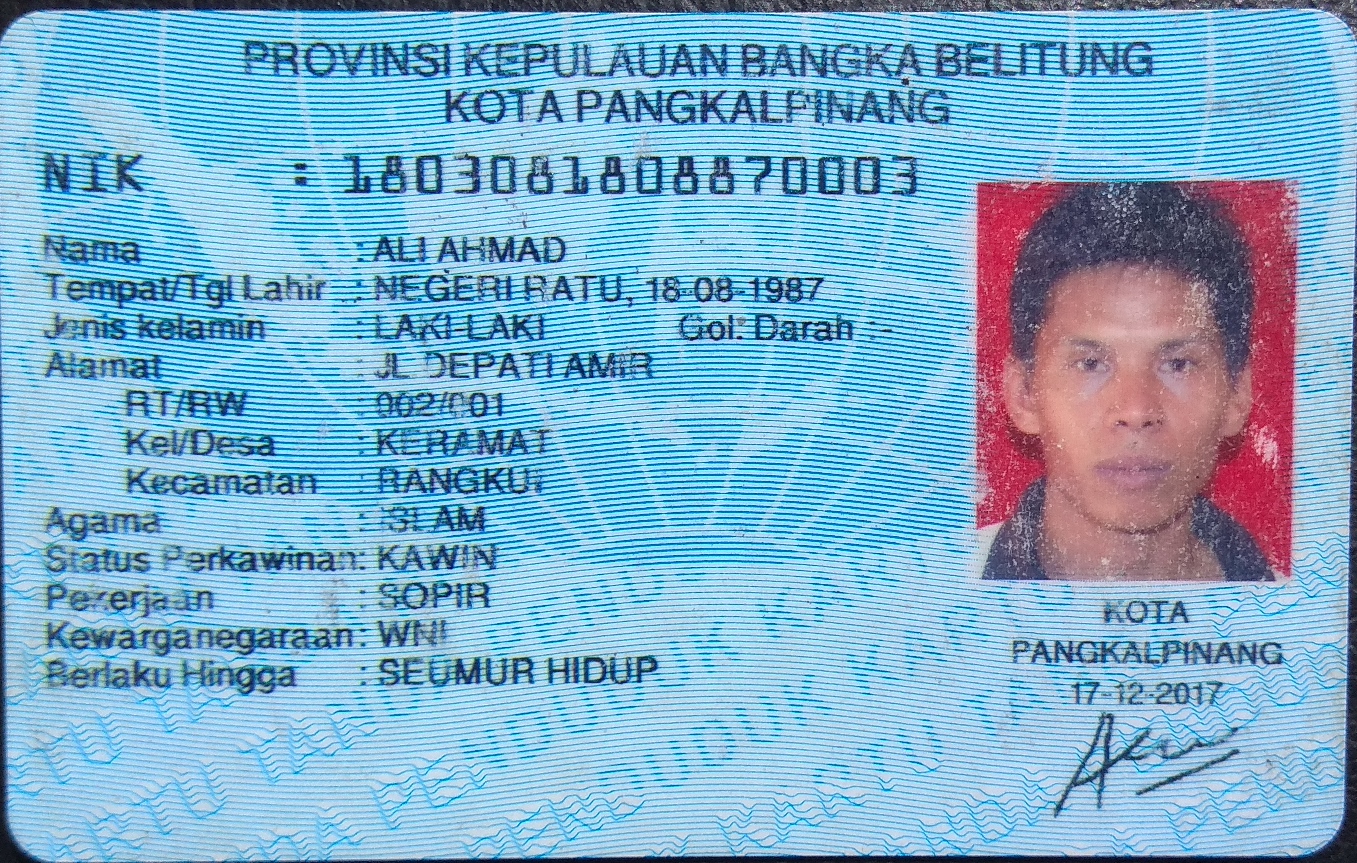 PROVINSI KEPULAUAN BANGKA BELITUNG
KOTA PANGKALPINANG
NIK : 1803081808870003
Nama : ALI AHMAD
Tempat/Tgl Lahir : NEGERI RATU, 18-08-1987
Jenis kelamin : LAKI-LAKI Gol. Darah :-
Alamat : JL DEPATI AMIR
RT/RW : 002/001
Kel/Desa : KERAMAT
Kecamatan : RANGKUI
Agama : ISLAM
Status Perkawinan: KAWIN
Pekerjaan : SOPIR
Kewarganegaraan: WNI
Berlaku Hingga : SEUMUR HIDUP
KOTA
PANGKALPINANG
17-12-2017